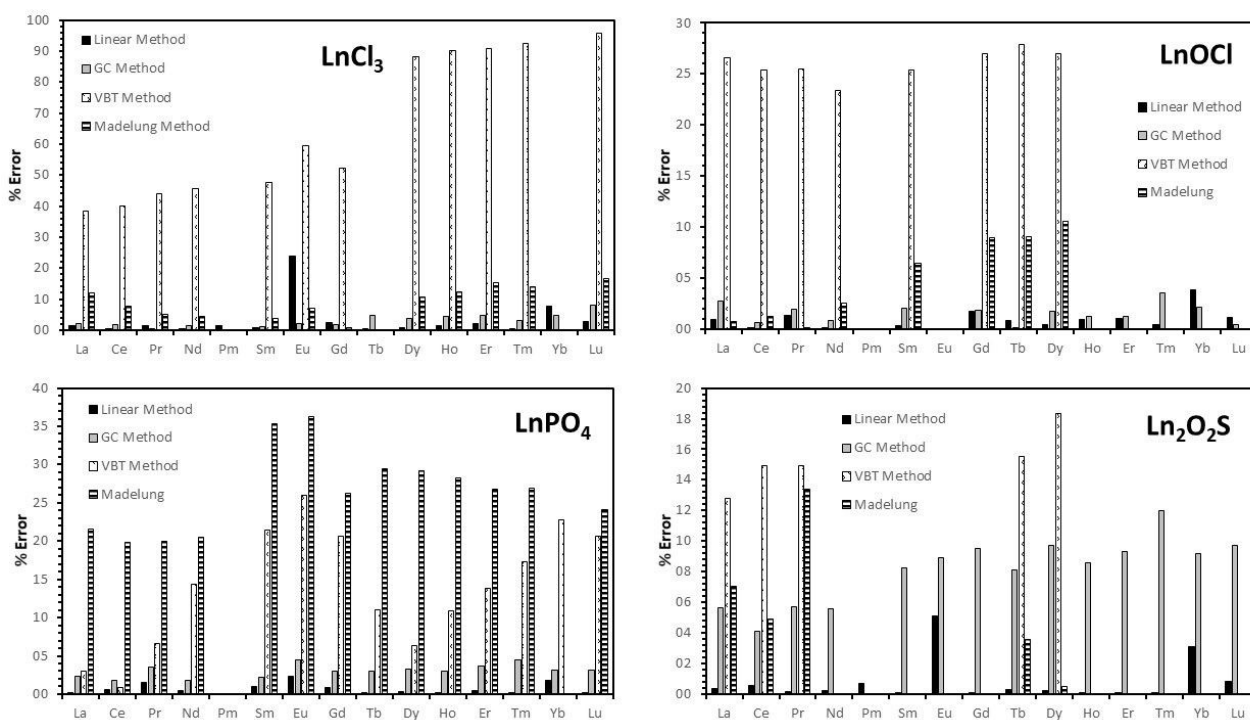 LnCl3
% Error
100
90
80
70
60
50
40
30
20
10
00
Linear Method
GC Method
VBT Method
Madelung Method
La Ce Pr Nd Pm Sm Eu Gd Tb Dy Ho Er Tm Yb Lu
LnOCl
% Error
30
25
20
15
10
05
00
Linear Method
GC Method
VBT Method
Madelung
La Ce Pr Nd Pm Sm Eu Gd Tb Dy Ho Er Tm Yb Lu
LnPO4
% Error
40
35
30
25
20
15
10
05
00
Linear Method
GC Method
VBT Method
Madelung
La Ce Pr Nd Pm Sm Eu Gd Tb Dy Ho Er Tm Yb Lu
Ln2O2S
% Error
20
18
16
14
12
10
08
06
04
02
00
Linear Method
GC Method
VBT Method
Madelung
La Ce Pr Nd Pm Sm Eu Gd Tb Dy Ho Er Tm Yb Lu